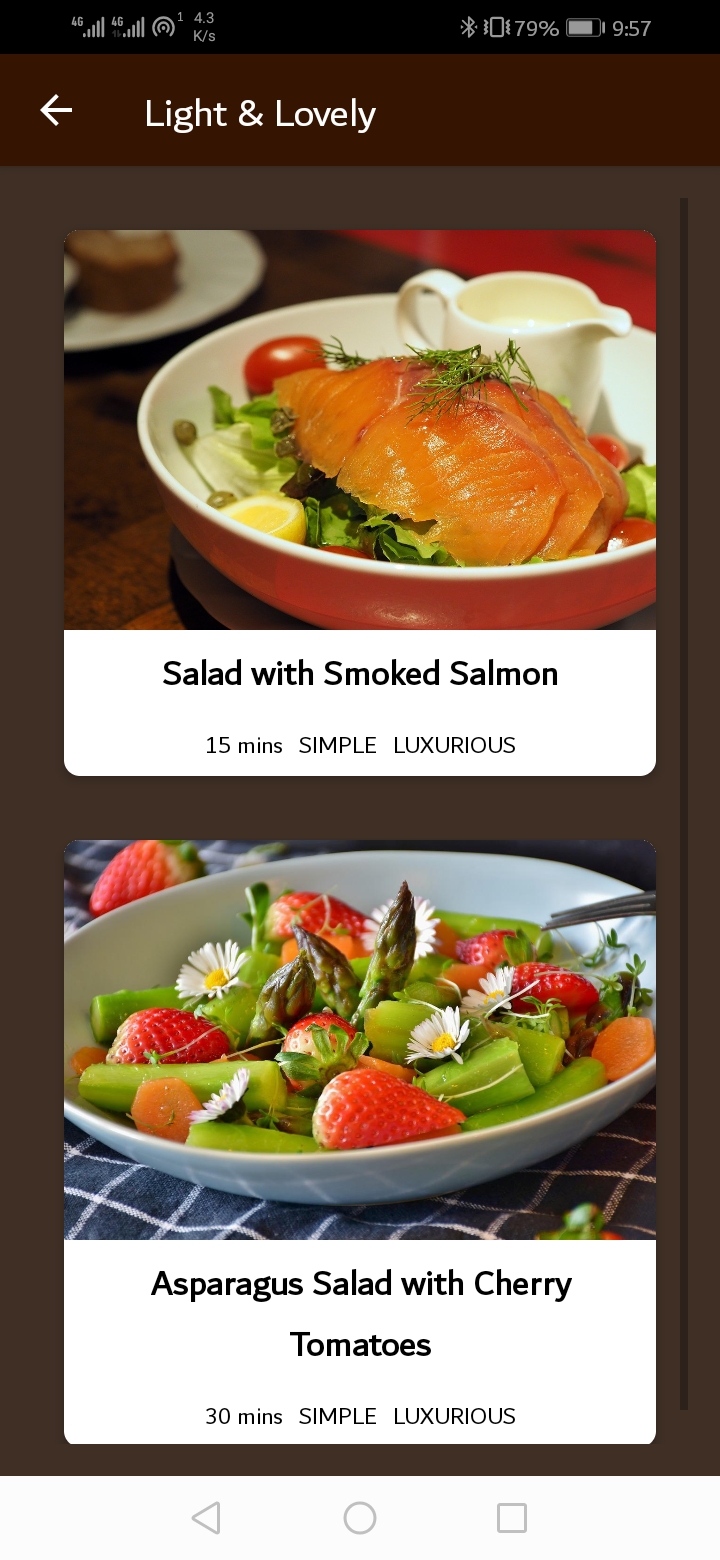 4G 4G 1 4.3 K/s 79% 9:57
Light & Lovely
Salad with Smoked Salmon
15 mins SIMPLE LUXURIOUS
Asparagus Salad with Cherry
Tomatoes
30 mins SIMPLE LUXURIOUS